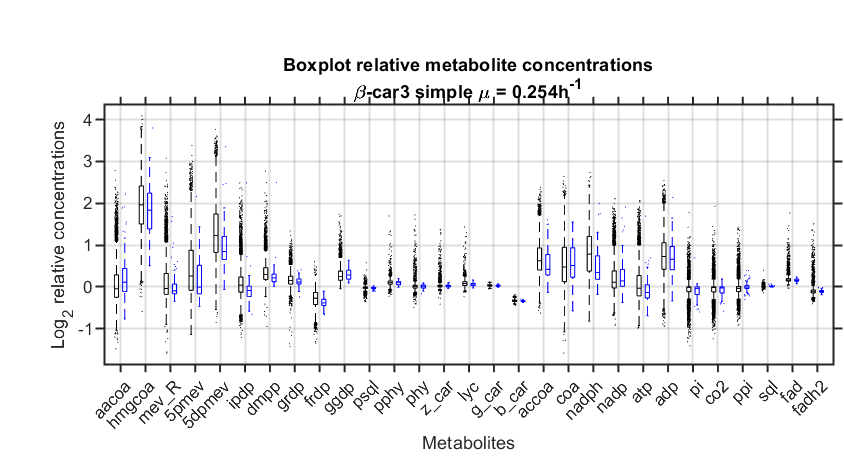 Boxplot relative metabolite concentrations
β-car3 simple μ = 0.254h⁻¹
Log₂ relative concentrations
4
3
2
1
0
-1
aacoa
hmgcoa
mev_R
5pmev
5dpmev
ipdp
dmpp
grdp
frdp
ggdp
psql
pphy
phy
z_car
lyc
g_car
b_car
accoa
coa
nadph
nadp
atp
adp
pi
co2
ppi
sql
fad
fadh2
Metabolites